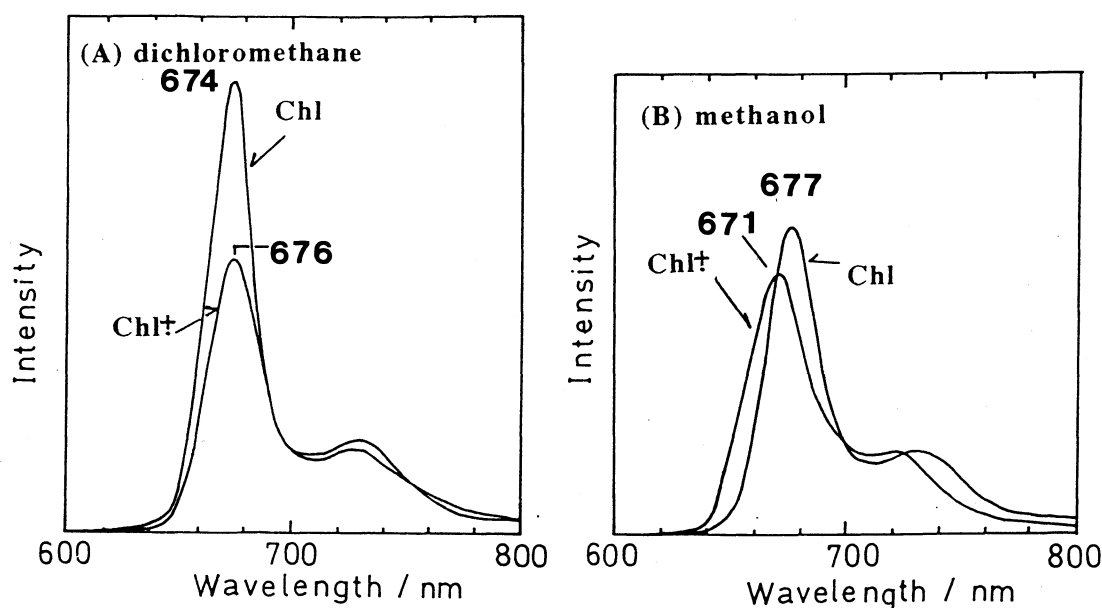 (A) dichloromethane
674
Chl
676
Chl‡
Intensity
600
700
800
Wavelength / nm
(B) methanol
677
671
Chl‡
Chl
Intensity
600
700
800
Wavelength / nm